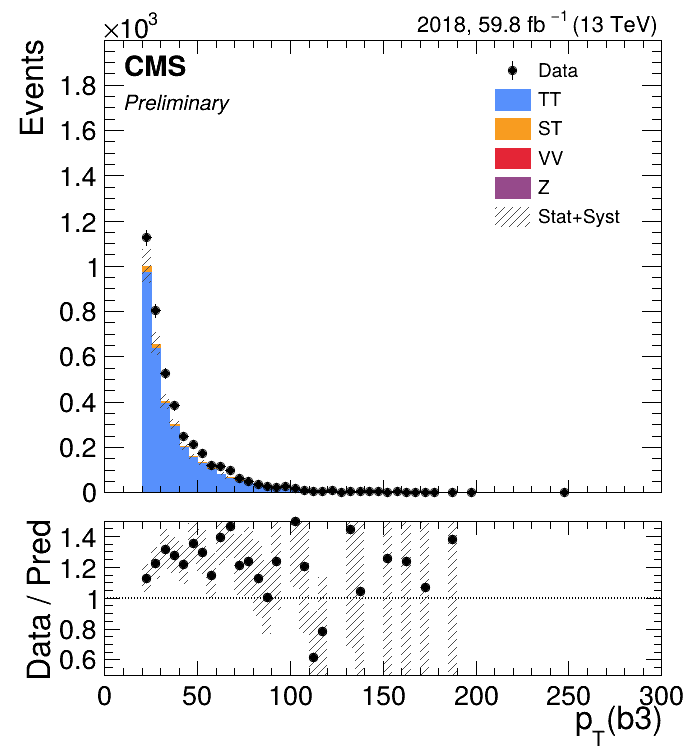 ×10³
2018, 59.8 fb⁻¹ (13 TeV)
CMS
Preliminary
Events
1.8
1.6
1.4
1.2
1
0.8
0.6
0.4
0.2
0
Data
TT
ST
VV
Z
Stat+Syst
Data / Pred
1.4
1.2
1
0.8
0.6
0 50 100 150 200 250 300
p_T(b3)